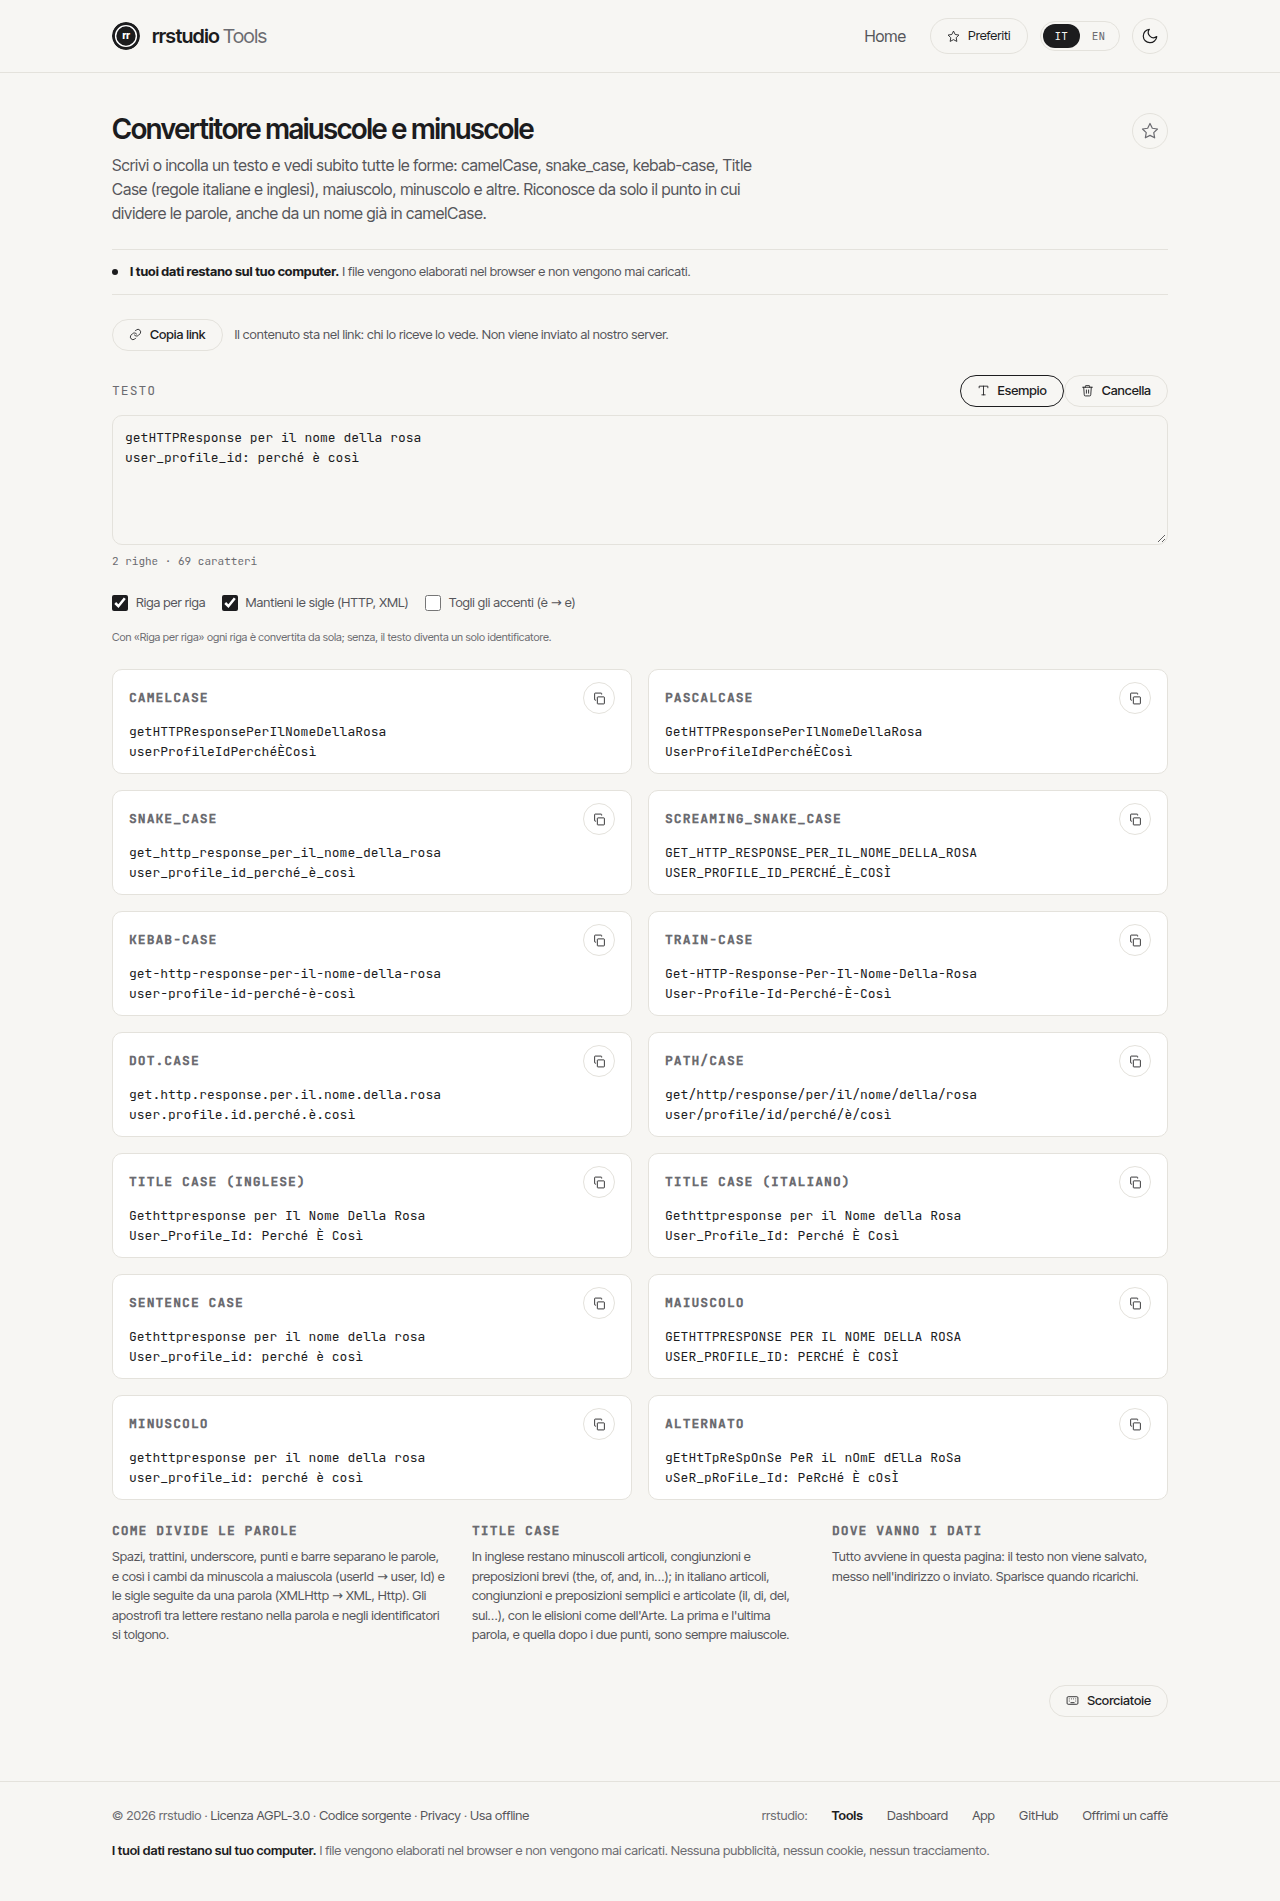 rr rrstudio Tools
Home
Preferiti
IT
EN
Convertitore maiuscole e minuscole
Scrivi o incolla un testo e vedi subito tutte le forme: camelCase, snake_case, kebab-case, Title
Case (regole italiane e inglesi), maiuscolo, minuscolo e altre. Riconosce da solo il punto in cui
dividere le parole, anche da un nome già in camelCase.
I tuoi dati restano sul tuo computer. I file vengono elaborati nel browser e non vengono mai caricati.
Copia link
Il contenuto sta nel link: chi lo riceve lo vede. Non viene inviato al nostro server.
TESTO
Esempio
Cancella
getHTTPResponse per il nome della rosa
user_profile_id: perché è così
2 righe · 69 caratteri
Riga per riga
Mantieni le sigle (HTTP, XML)
Togli gli accenti (è → e)
Con «Riga per riga» ogni riga è convertita da sola; senza, il testo diventa un solo identificatore.
CAMELCASE
getHTTPResponsePerIlNomeDellaRosa
userProfileIdPerchéÈCosì
PASCALCASE
GetHTTPResponsePerIlNomeDellaRosa
UserProfileIdPerchéÈCosì
SNAKE_CASE
get_http_response_per_il_nome_della_rosa
user_profile_id_perché_è_così
SCREAMING_SNAKE_CASE
GET_HTTP_RESPONSE_PER_IL_NOME_DELLA_ROSA
USER_PROFILE_ID_PERCHÉ_È_COSÌ
KEBAB-CASE
get-http-response-per-il-nome-della-rosa
user-profile-id-perché-è-così
TRAIN-CASE
Get-HTTP-Response-Per-Il-Nome-Della-Rosa
User-Profile-Id-Perché-È-Così
DOT.CASE
get.http.response.per.il.nome.della.rosa
user.profile.id.perché.è.così
PATH/CASE
get/http/response/per/il/nome/della/rosa
user/profile/id/perché/è/così
TITLE CASE (INGLESE)
Gethttpresponse per Il Nome Della Rosa
User_Profile_Id: Perché È Così
TITLE CASE (ITALIANO)
Gethttpresponse per il Nome della Rosa
User_Profile_Id: Perché È Così
SENTENCE CASE
Gethttpresponse per il nome della rosa
User_profile_id: perché è così
MAIUSCOLO
GETHTTPRESPONSE PER IL NOME DELLA ROSA
USER_PROFILE_ID: PERCHÉ È COSÌ
MINUSCOLO
gethttpresponse per il nome della rosa
user_profile_id: perché è così
ALTERNATO
gEtHtTpReSpOnSe PeR iL nOmE dElLa RoSa
uSeR_pRoFiLe_Id: PeRcHé È cOsÌ
COME DIVIDE LE PAROLE
Spazi, trattini, underscore, punti e barre separano le parole,
e così i cambi da minuscola a maiuscola (userId → user, Id) e
le sigle seguite da una parola (XMLHttp → XML, Http). Gli
apostrofi tra lettere restano nella parola e negli identificatori
si tolgono.
TITLE CASE
In inglese restano minuscoli articoli, congiunzioni e
preposizioni brevi (the, of, and, in…); in italiano articoli,
congiunzioni e preposizioni semplici e articolate (il, di, del,
sul…), con le elisioni come dell'Arte. La prima e l'ultima
parola, e quella dopo i due punti, sono sempre maiuscole.
DOVE VANNO I DATI
Tutto avviene in questa pagina: il testo non viene salvato,
messo nell'indirizzo o inviato. Sparisce quando ricarichi.
Scorciatoie
© 2026 rrstudio · Licenza AGPL-3.0 · Codice sorgente · Privacy · Usa offline
rrstudio:
Tools
Dashboard
App
GitHub
Offrimi un caffè
I tuoi dati restano sul tuo computer. I file vengono elaborati nel browser e non vengono mai caricati. Nessuna pubblicità, nessun cookie, nessun tracciamento.